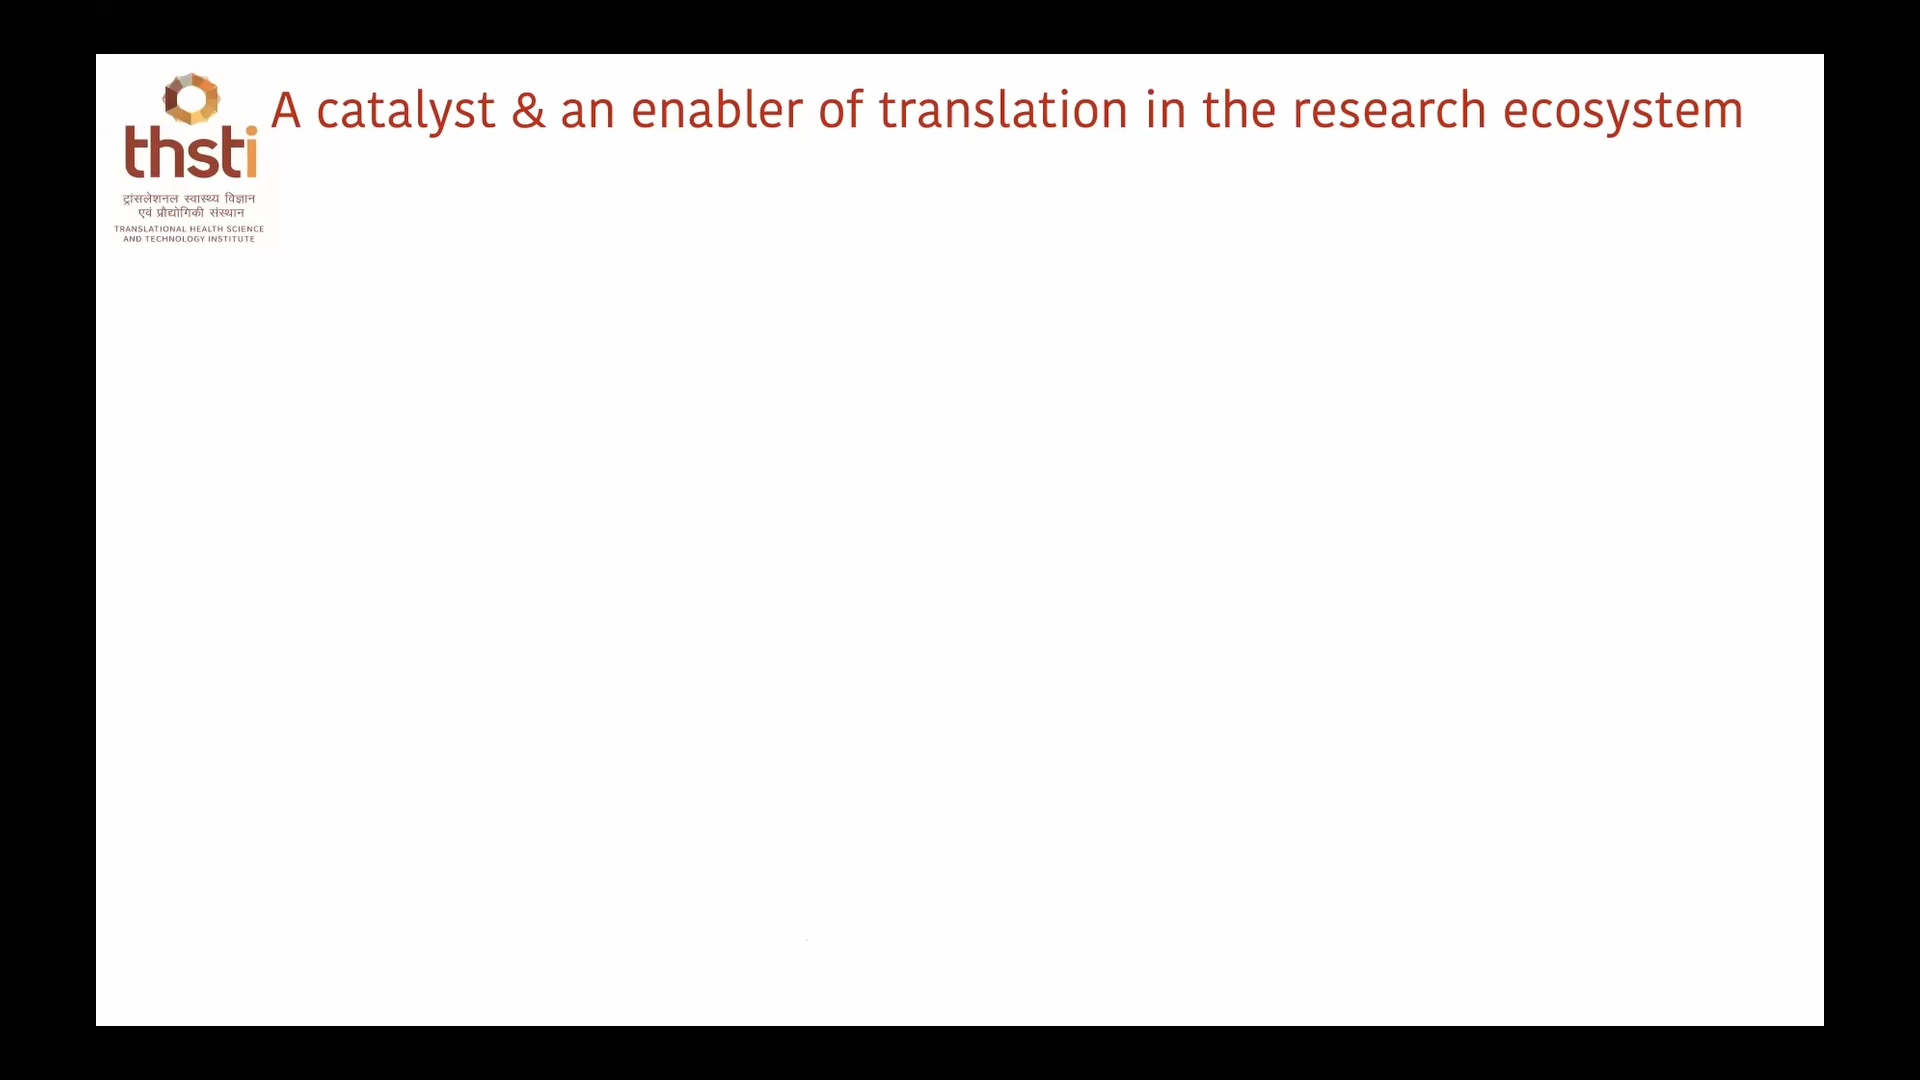 A catalyst & an enabler of translation in the research ecosystem
thsti
ट्रांसलेशनल स्वास्थ्य विज्ञान
एवं प्रौद्योगिकी संस्थान
TRANSLATIONAL HEALTH SCIENCE
AND TECHNOLOGY INSTITUTE